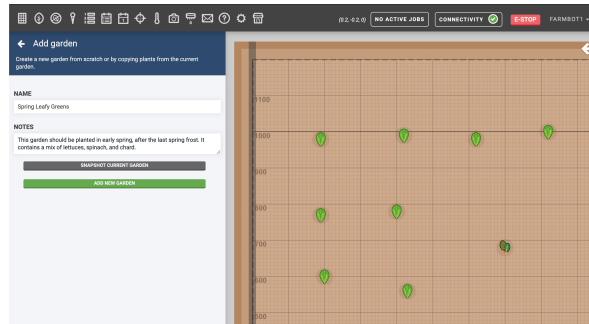 (0.2, -0.2, 0)
NO ACTIVE JOBS
CONNECTIVITY
E-STOP
FARMBOT1
Add garden
Create a new garden from scratch or by copying plants from the current
garden.
NAME
Spring Leafy Greens
NOTES
This garden should be planted in early spring, after the last spring frost. It
contains a mix of lettuces, spinach, and chard.
SNAPSHOT CURRENT GARDEN
ADD NEW GARDEN
1100
1000
900
800
700
600
500